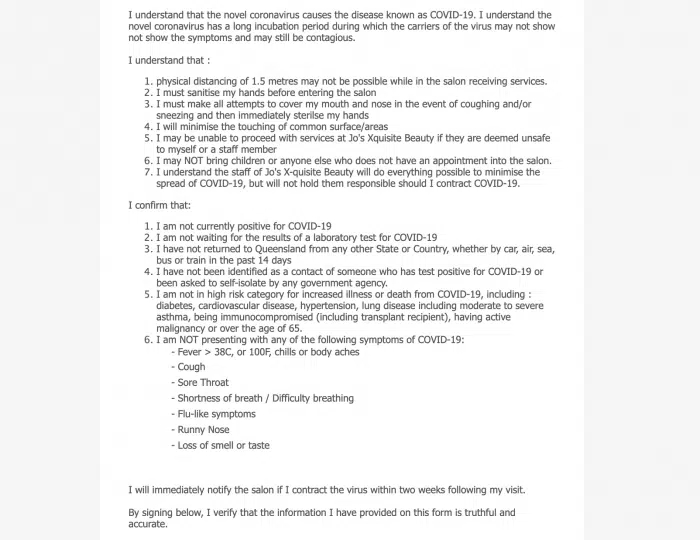 I understand that the novel coronavirus causes the disease known as COVID-19. I understand the
novel coronavirus has a long incubation period during which the carriers of the virus may not show
not show the symptoms and may still be contagious.
I understand that :
1. physical distancing of 1.5 metres may not be possible while in the salon receiving services.
2. I must sanitise my hands before entering the salon
3. I must make all attempts to cover my mouth and nose in the event of coughing and/or
sneezing and then immediately sterilse my hands
4. I will minimise the touching of common surface/areas
5. I may be unable to proceed with services at Jo's Xquisite Beauty if they are deemed unsafe
to myself or a staff member
6. I may NOT bring children or anyone else who does not have an appointment into the salon.
7. I understand the staff of Jo's X-quisite Beauty will do everything possible to minimise the
spread of COVID-19, but will not hold them responsible should I contract COVID-19.
I confirm that:
1. I am not currently positive for COVID-19
2. I am not waiting for the results of a laboratory test for COVID-19
3. I have not returned to Queensland from any other State or Country, whether by car, air, sea,
bus or train in the past 14 days
4. I have not been identified as a contact of someone who has test positive for COVID-19 or
been asked to self-isolate by any government agency.
5. I am not in high risk category for increased illness or death from COVID-19, including :
diabetes, cardiovascular disease, hypertension, lung disease including moderate to severe
asthma, being immunocompromised (including transplant recipient), having active
malignancy or over the age of 65.
6. I am NOT presenting with any of the following symptoms of COVID-19:
- Fever > 38C, or 100F, chills or body aches
- Cough
- Sore Throat
- Shortness of breath / Difficulty breathing
- Flu-like symptoms
- Runny Nose
- Loss of smell or taste
I will immediately notify the salon if I contract the virus within two weeks following my visit.
By signing below, I verify that the information I have provided on this form is truthful and
accurate.